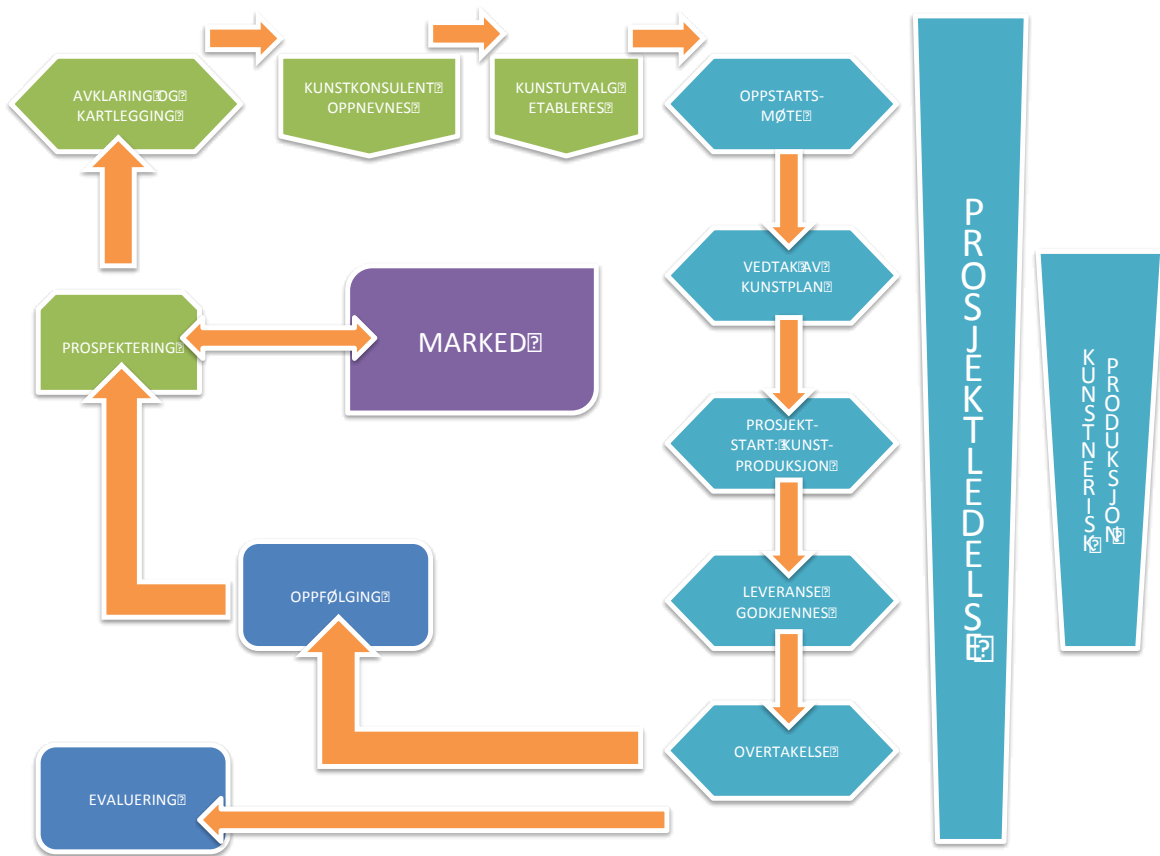 AVKLARING OG
KARTLEGGING
KUNSTKONSULENT
OPPNEVNES
KUNSTUTVALG
ETABLERES
OPPSTARTS-
MØTE
VEDTAK AV
KUNSTPLAN
PROSPEKTERING
MARKED
PROSJEKT-
START: KUNST-
PRODUKSJON
OPPFØLGING
LEVERANSE
GODKJENNES
OVERTAKELSE
EVALUERING
PROSJEKTLEDELSE
KUNSTNERISK
PRODUKSJON